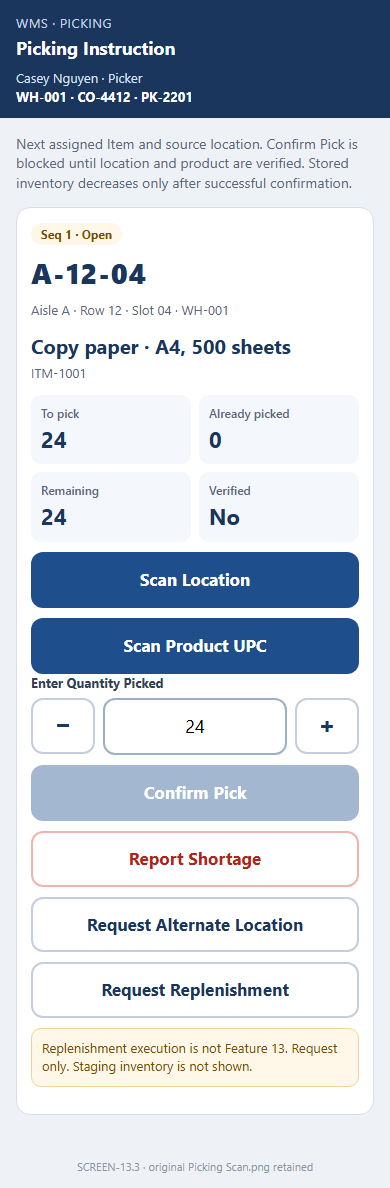 WMS · PICKING
Picking Instruction
Casey Nguyen · Picker
WH-001 · CO-4412 · PK-2201
Next assigned Item and source location. Confirm Pick is
blocked until location and product are verified. Stored
inventory decreases only after successful confirmation.
Seq 1 · Open
A-12-04
Aisle A · Row 12 · Slot 04 · WH-001
Copy paper · A4, 500 sheets
ITM-1001
To pick
24
Already picked
0
Remaining
24
Verified
No
Scan Location
Scan Product UPC
Enter Quantity Picked
− 24 +
Confirm Pick
Report Shortage
Request Alternate Location
Request Replenishment
Replenishment execution is not Feature 13. Request
only. Staging inventory is not shown.
SCREEN-13.3 · original Picking Scan.png retained